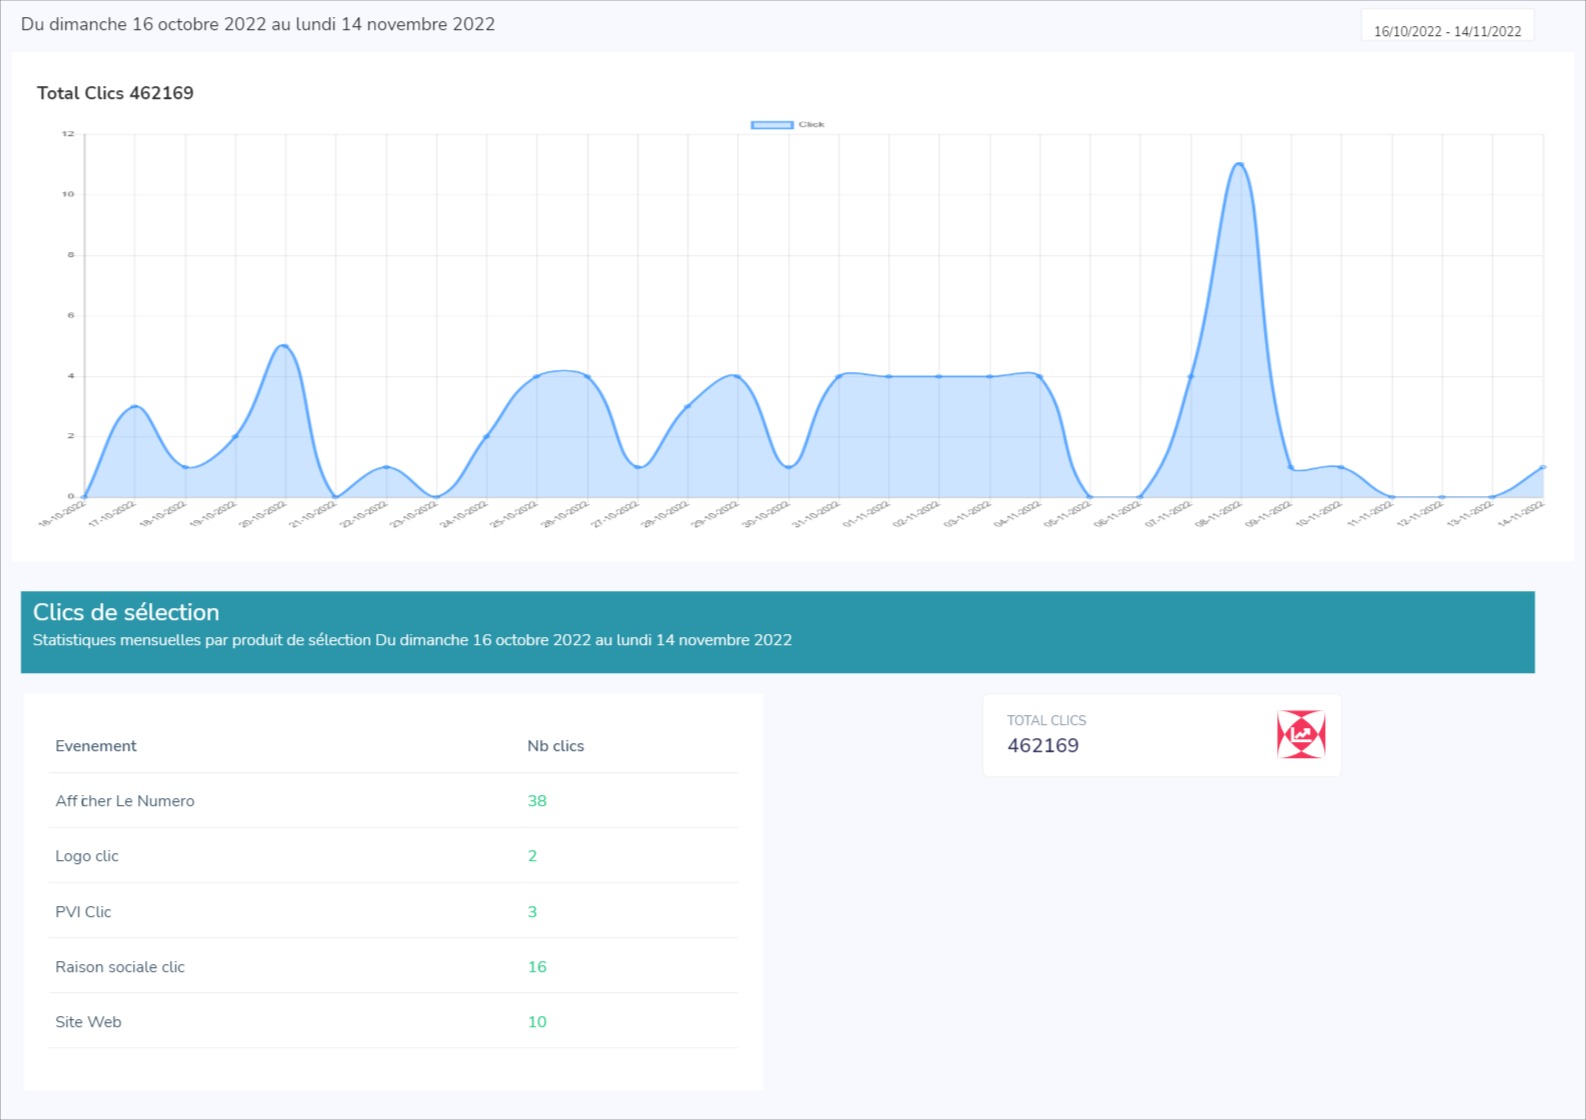 Du dimanche 16 octobre 2022 au lundi 14 novembre 2022
16/10/2022 - 14/11/2022
Total Clics 462169
Click
12
10
8
6
4
2
0
16-10-2022
17-10-2022
18-10-2022
19-10-2022
20-10-2022
21-10-2022
22-10-2022
23-10-2022
24-10-2022
25-10-2022
26-10-2022
27-10-2022
28-10-2022
29-10-2022
30-10-2022
31-10-2022
01-11-2022
02-11-2022
03-11-2022
04-11-2022
05-11-2022
06-11-2022
07-11-2022
08-11-2022
09-11-2022
10-11-2022
11-11-2022
12-11-2022
13-11-2022
14-11-2022
Clics de sélection
Statistiques mensuelles par produit de sélection Du dimanche 16 octobre 2022 au lundi 14 novembre 2022
Evenement Nb clics
Afficher Le Numero 38
Logo clic 2
PVI Clic 3
Raison sociale clic 16
Site Web 10
TOTAL CLICS
462169